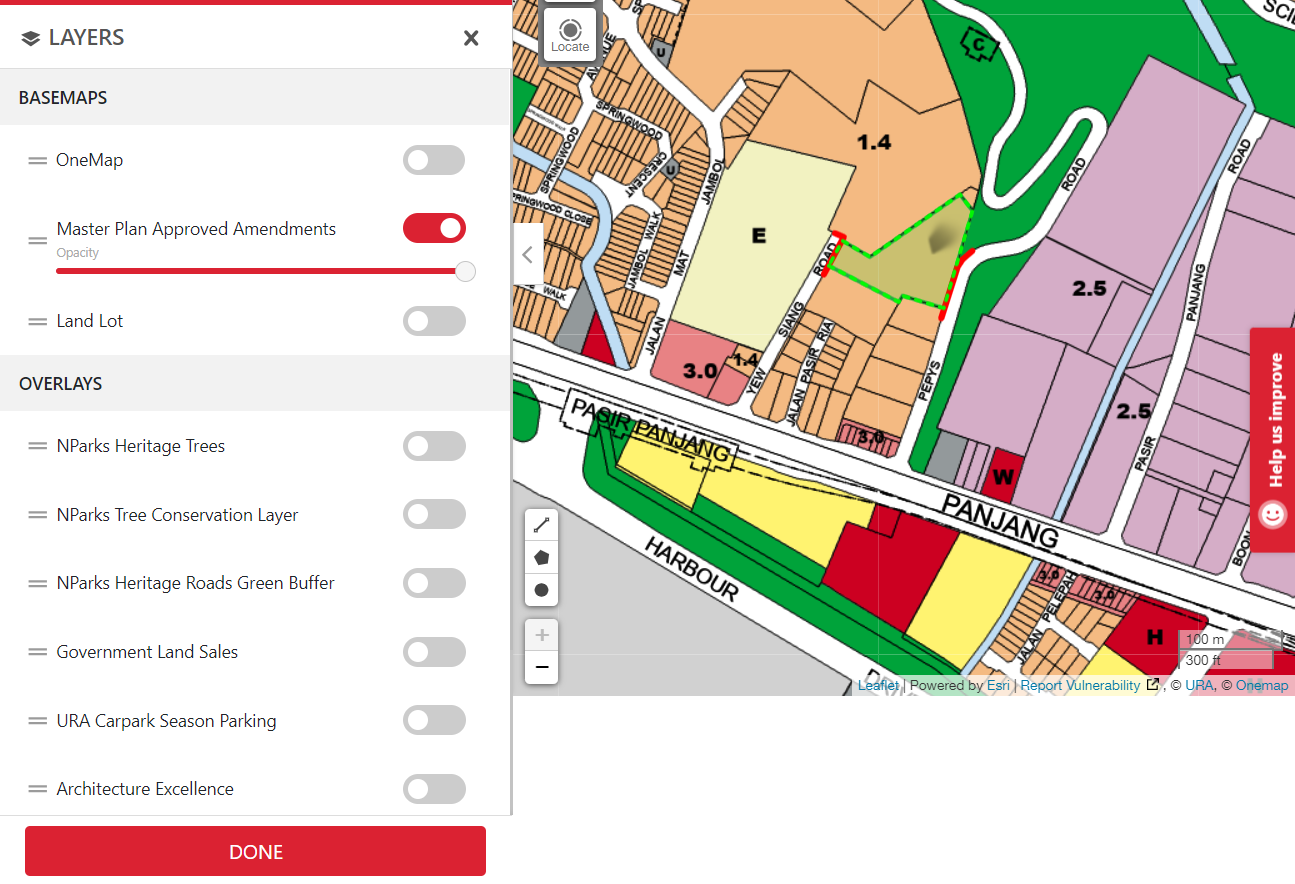 LAYERS
BASEMAPS
OneMap
Master Plan Approved Amendments
Opacity
Land Lot
OVERLAYS
NParks Heritage Trees
NParks Tree Conservation Layer
NParks Heritage Roads Green Buffer
Government Land Sales
URA Carpark Season Parking
Architecture Excellence
DONE
Locate
U
C
AVENUE
SPRINGWOOD
CRESCENT
U
SPRINGWOOD
SPRINGWOOD WALK
RINGWOOD CLOSE
WALK
JAMBOL WALK
JALAN
MAT
JAMBOL
1.4
E
ROAD
SIANG
YEW
ROAD
ROAD
JALAN PASIR RIA
PEPYS
2.5
PANJANG
PASIR
2.5
3.0
1.4
3.0
W
PASIR PANJANG
PANJANG
HARBOUR
BOON
3.0
3.0
JALAN PELEPAH
H
Help us improve
+
−
100 m
300 ft
Leaflet | Powered by Esri | Report Vulnerability , © URA, © Onemap